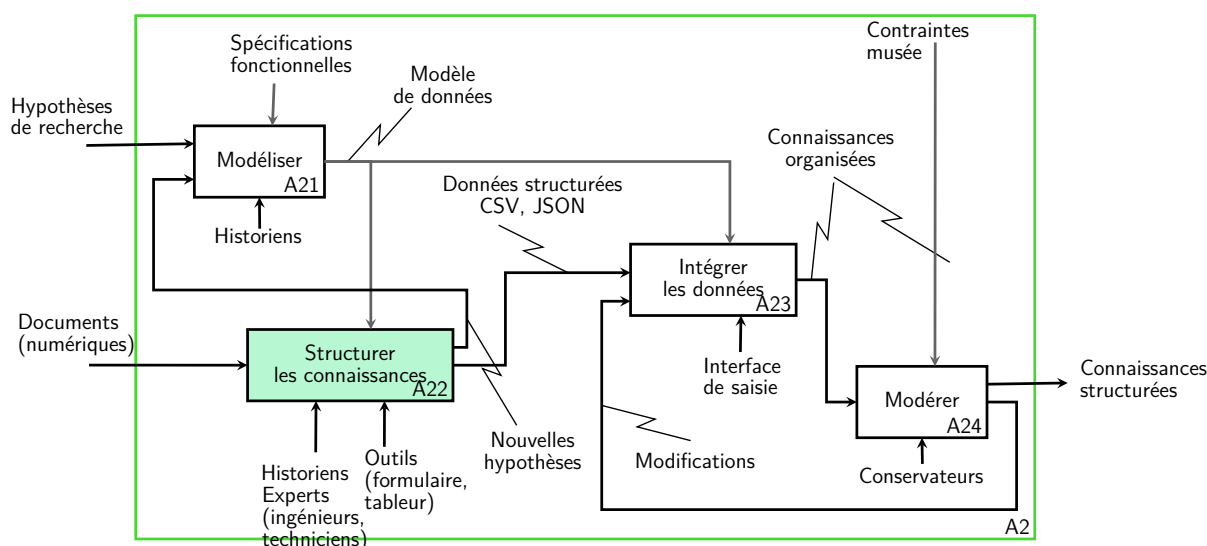 Contraintes
musée
Spécifications
fonctionnelles
Modèle
de données
Hypothèses
de recherche
Modéliser
A21
Historiens
Connaissances
organisées
Données structurées
CSV, JSON
Intégrer
les données
A23
Documents
(numériques)
Structurer
les connaissances
A22
Interface
de saisie
Connaissances
structurées
Modérer
A24
Nouvelles
hypothèses
Modifications
Conservateurs
Historiens
Experts
(ingénieurs,
techniciens)
Outils
(formulaire,
tableur)
A2